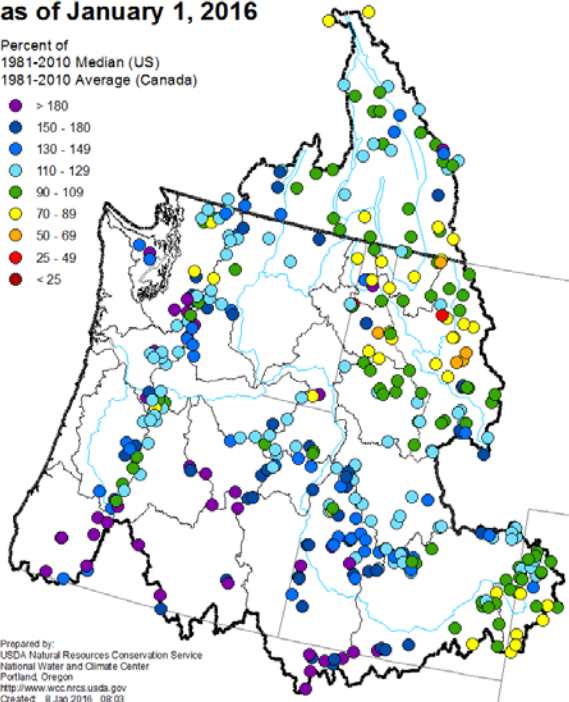 as of January 1, 2016
Percent of
1981-2010 Median (US)
1981-2010 Average (Canada)
> 180
150 - 180
130 - 149
110 - 129
90 - 109
70 - 89
50 - 69
25 - 49
< 25
Prepared by:
USDA Natural Resources Conservation Service
National Water and Climate Center
Portland, Oregon
http://www.wcc.nrcs.usda.gov
Created: 8 Jan 2016 08:03